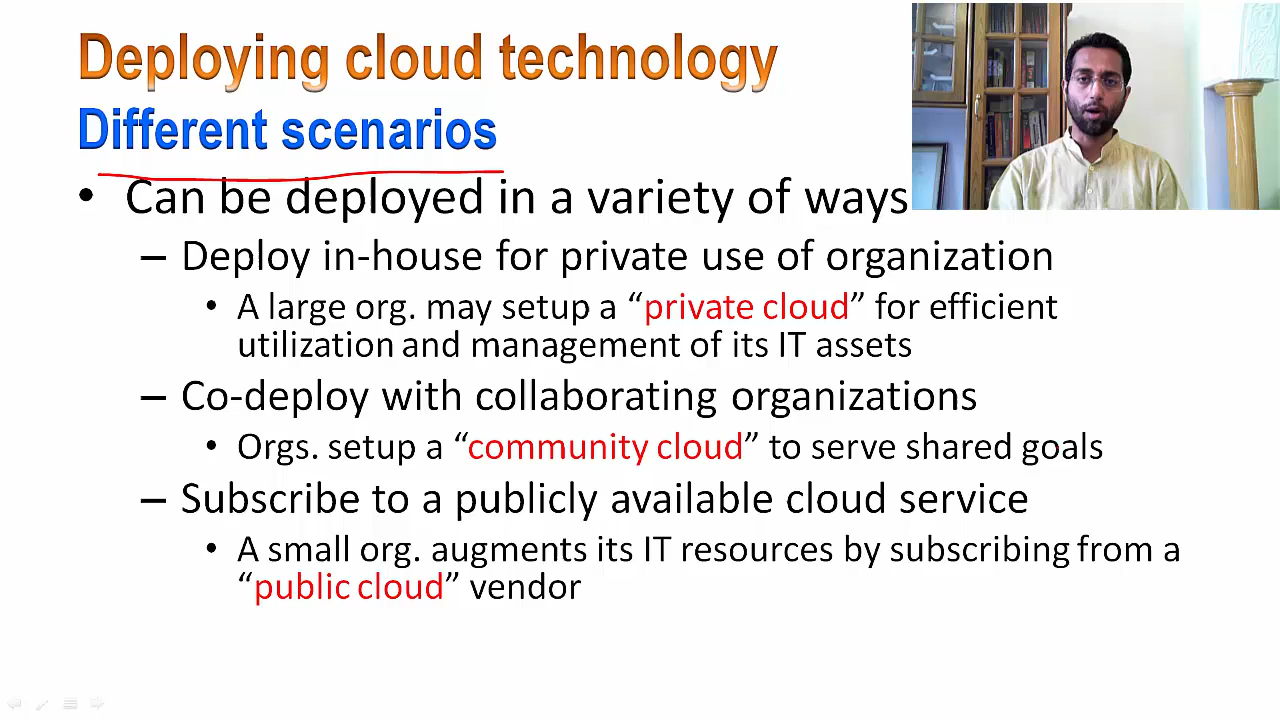 Deploying cloud technology
Different scenarios
• Can be deployed in a variety of ways
– Deploy in-house for private use of organization
• A large org. may setup a “private cloud” for efficient
utilization and management of its IT assets
– Co-deploy with collaborating organizations
• Orgs. setup a “community cloud” to serve shared goals
– Subscribe to a publicly available cloud service
• A small org. augments its IT resources by subscribing from a
“public cloud” vendor